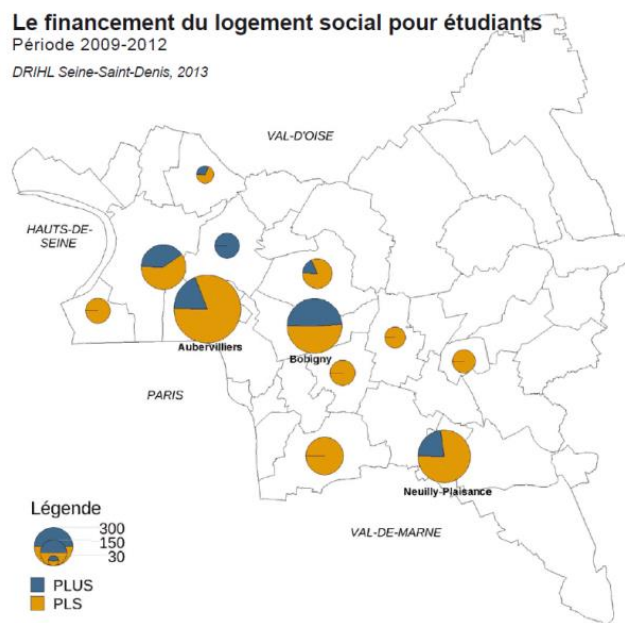 Le financement du logement social pour étudiants
Période 2009-2012
DRIHL Seine-Saint-Denis, 2013
VAL-D'OISE
HAUTS-DE-
SEINE
Aubervilliers
Bobigny
PARIS
Neuilly-Plaisance
VAL-DE-MARNE
Légende
300
150
30
PLUS
PLS